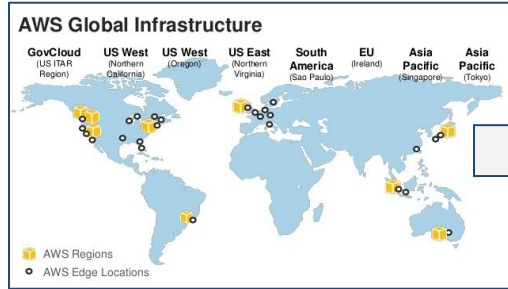 AWS Global Infrastructure
GovCloud
(US ITAR
Region)
US West
(Northern
California)
US West
(Oregon)
US East
(Northern
Virginia)
South
America
(Sao Paulo)
EU
(Ireland)
Asia
Pacific
(Singapore)
Asia
Pacific
(Tokyo)
AWS Regions
AWS Edge Locations